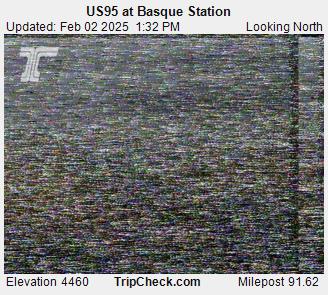 US95 at Basque Station
Updated: Feb 02 2025 1:32 PM Looking North
Elevation 4460 TripCheck.com Milepost 91.62